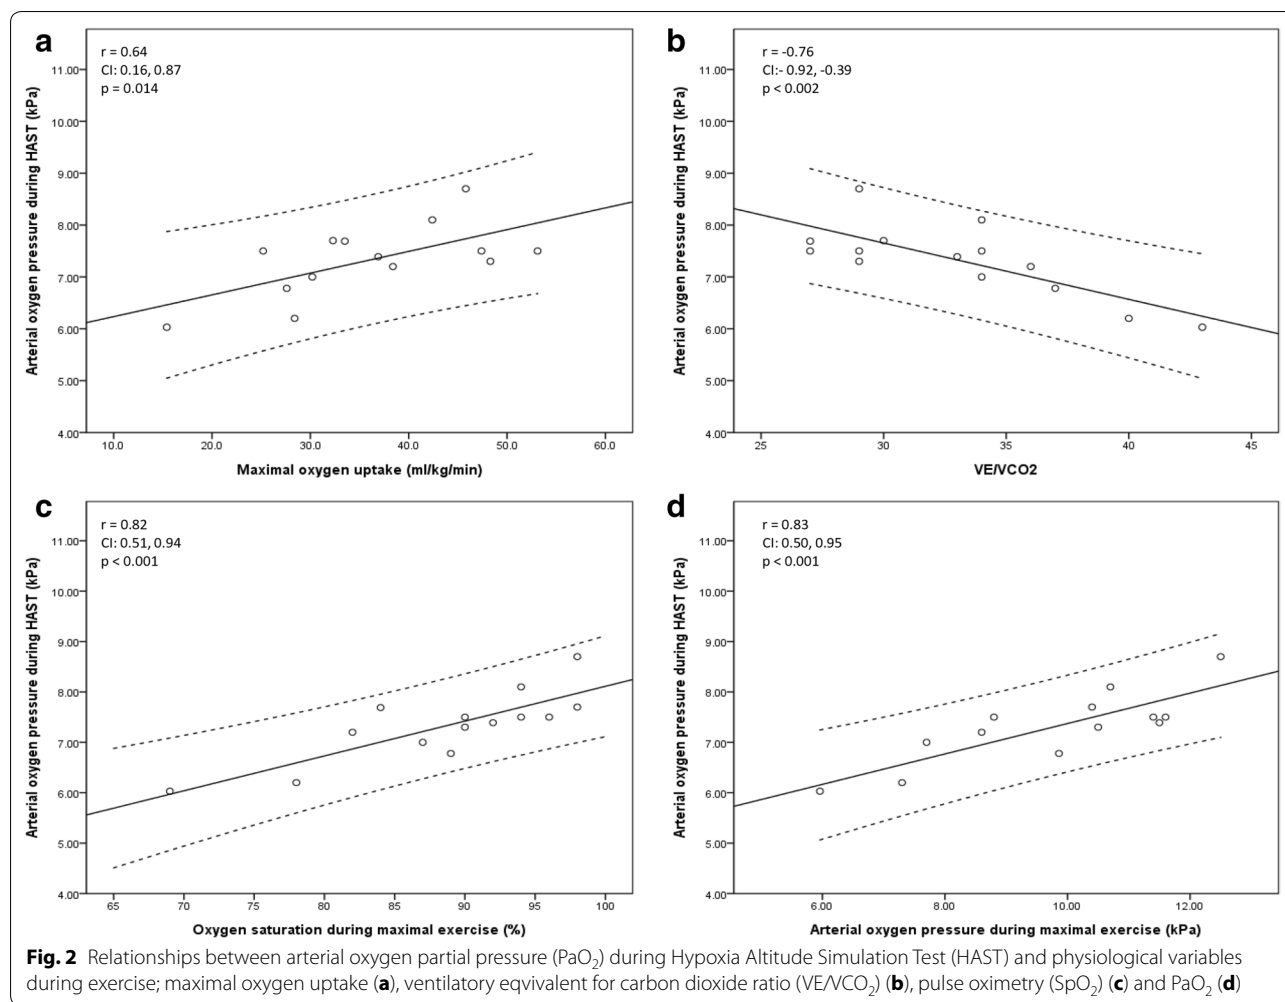 a
r = 0.64
CI: 0.16, 0.87
p = 0.014
Arterial oxygen pressure during HAST (kPa)
11.00
10.00
9.00
8.00
7.00
6.00
5.00
4.00
10.0 20.0 30.0 40.0 50.0 60.0
Maximal oxygen uptake (ml/kg/min)
b
r = -0.76
CI:- 0.92, -0.39
p < 0.002
Arterial oxygen pressure during HAST (kPa)
11.00
10.00
9.00
8.00
7.00
6.00
5.00
4.00
25 30 35 40 45
VE/VCO2
c
r = 0.82
CI: 0.51, 0.94
p < 0.001
Arterial oxygen pressure during HAST (kPa)
11.00
10.00
9.00
8.00
7.00
6.00
5.00
4.00
65 70 75 80 85 90 95 100
Oxygen saturation during maximal exercise (%)
d
r = 0.83
CI: 0.50, 0.95
p < 0.001
Arterial oxygen pressure during HAST (kPa)
11.00
10.00
9.00
8.00
7.00
6.00
5.00
4.00
6.00 8.00 10.00 12.00
Arterial oxygen pressure during maximal exercise (kPa)
Fig. 2 Relationships between arterial oxygen partial pressure (PaO₂) during Hypoxia Altitude Simulation Test (HAST) and physiological variables
during exercise; maximal oxygen uptake (a), ventilatory eqvivalent for carbon dioxide ratio (VE/VCO₂) (b), pulse oximetry (SpO₂) (c) and PaO₂ (d)